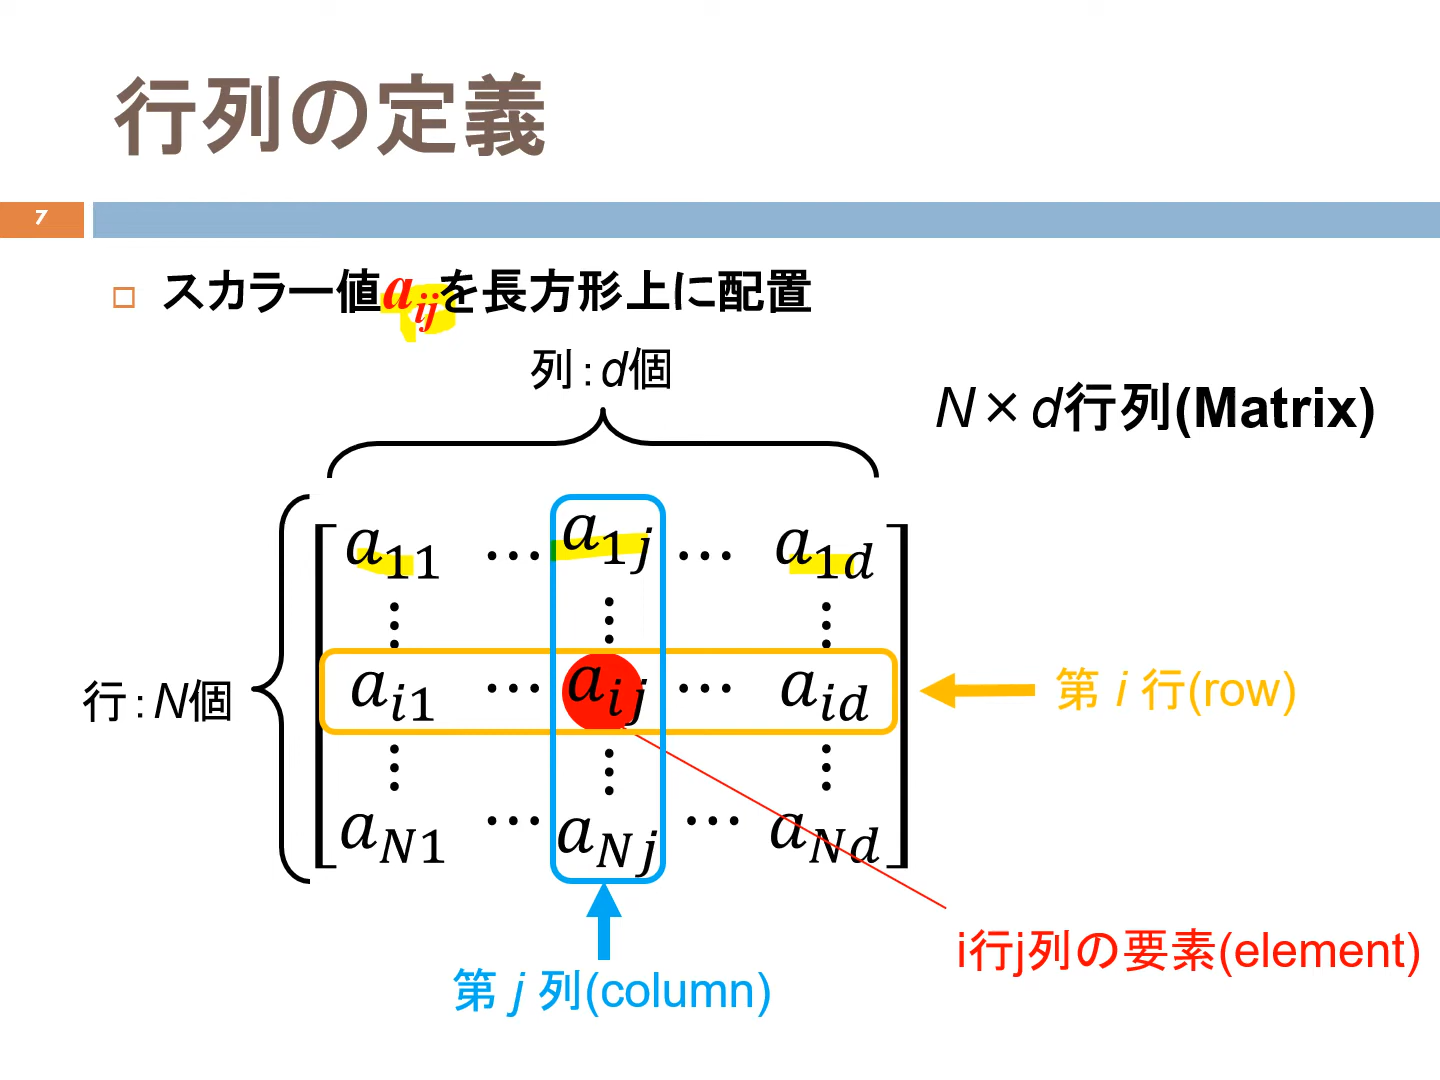 行列の定義
7
スカラー値aijを長方形上に配置
列：d個
N×d行列(Matrix)
a11 … a1j … a1d
⋮ ⋮ ⋮
行：N個
ai1 … aij … aid
第 i 行(row)
⋮ ⋮ ⋮
aN1 … aNj … aNd
i行j列の要素(element)
第 j 列(column)